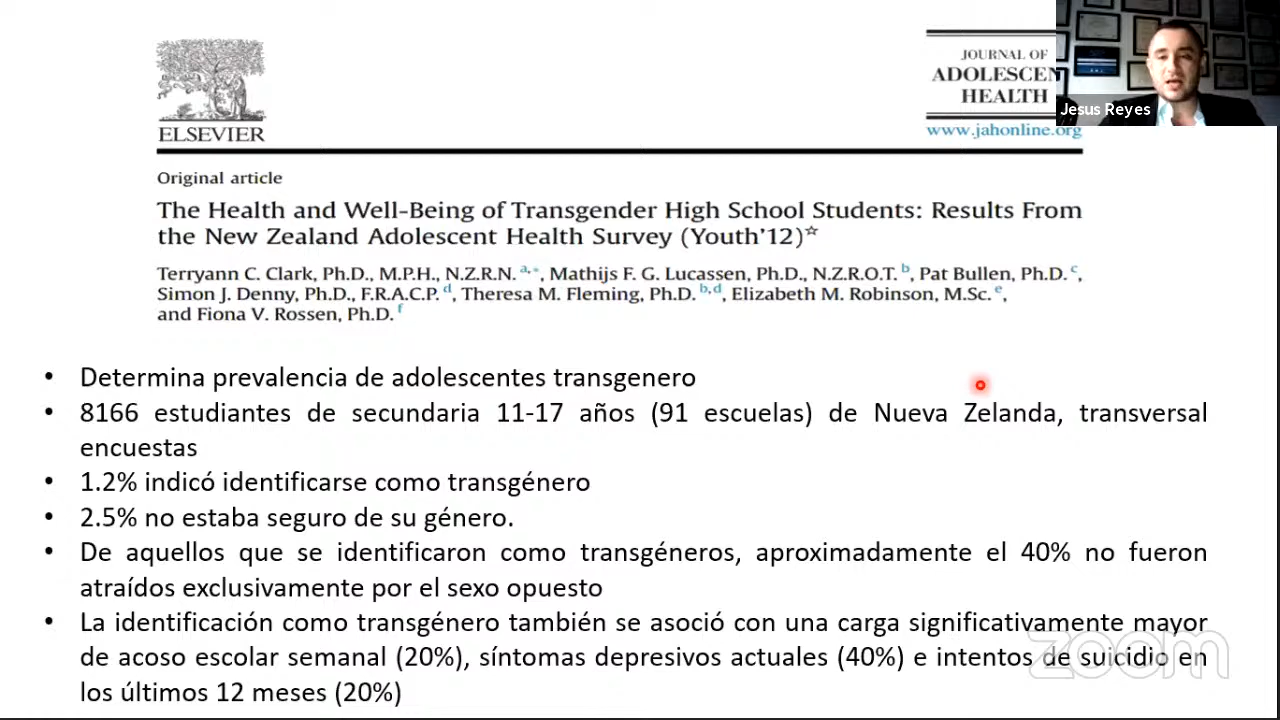 ELSEVIER
JOURNAL OF
ADOLESCEN
HEALTH
www.jahonline.org
Jesus Reyes
Original article
The Health and Well-Being of Transgender High School Students: Results From
the New Zealand Adolescent Health Survey (Youth'12)☆
Terryann C. Clark, Ph.D., M.P.H., N.Z.R.N. a,*, Mathijs F. G. Lucassen, Ph.D., N.Z.R.O.T. b, Pat Bullen, Ph.D. c,
Simon J. Denny, Ph.D., F.R.A.C.P. d, Theresa M. Fleming, Ph.D. b,d, Elizabeth M. Robinson, M.Sc. e,
and Fiona V. Rossen, Ph.D. f
• Determina prevalencia de adolescentes transgenero
• 8166 estudiantes de secundaria 11-17 años (91 escuelas) de Nueva Zelanda, transversal
encuestas
• 1.2% indicó identificarse como transgénero
• 2.5% no estaba seguro de su género.
• De aquellos que se identificaron como transgéneros, aproximadamente el 40% no fueron
atraídos exclusivamente por el sexo opuesto
• La identificación como transgénero también se asoció con una carga significativamente mayor
de acoso escolar semanal (20%), síntomas depresivos actuales (40%) e intentos de suicidio en
los últimos 12 meses (20%)
zoom